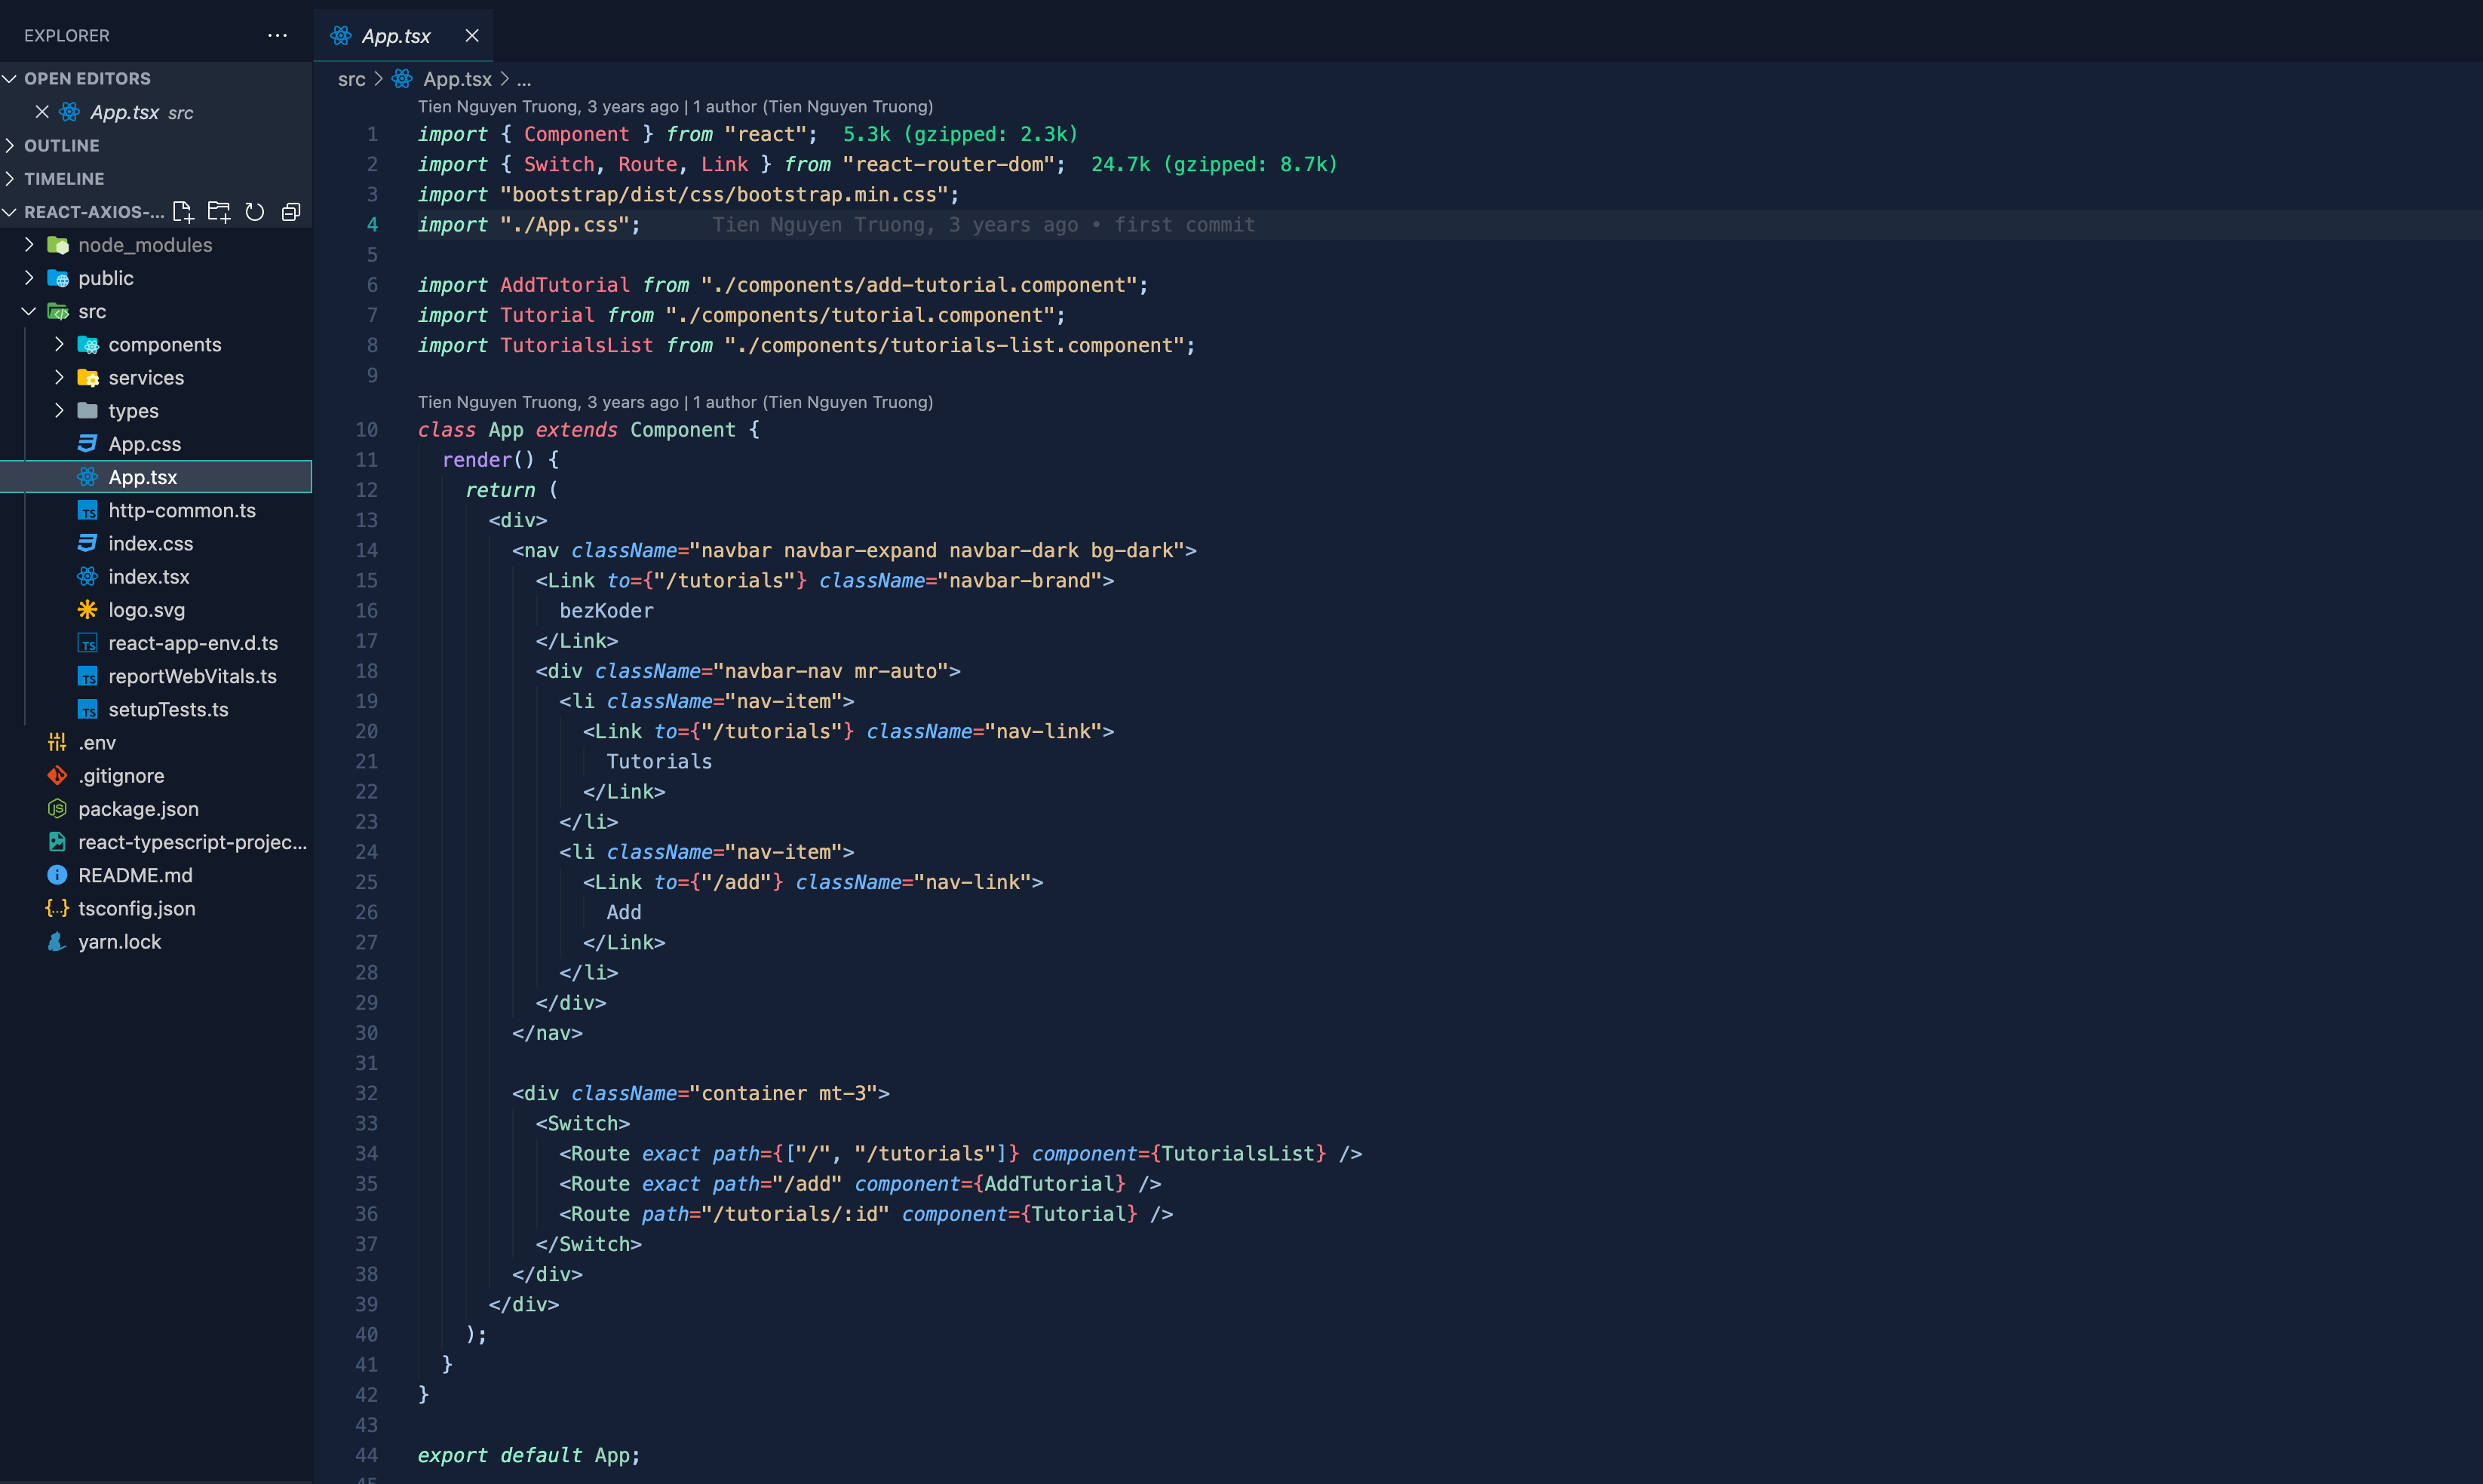 EXPLORER
OPEN EDITORS
App.tsx src
OUTLINE
TIMELINE
REACT-AXIOS-...
node_modules
public
src
components
services
types
App.css
App.tsx
http-common.ts
index.css
index.tsx
logo.svg
react-app-env.d.ts
reportWebVitals.ts
setupTests.ts
.env
.gitignore
package.json
react-typescript-projec...
README.md
tsconfig.json
yarn.lock
App.tsx
src > App.tsx > ...
Tien Nguyen Truong, 3 years ago | 1 author (Tien Nguyen Truong)
1 import { Component } from "react"; 5.3k (gzipped: 2.3k)
2 import { Switch, Route, Link } from "react-router-dom"; 24.7k (gzipped: 8.7k)
3 import "bootstrap/dist/css/bootstrap.min.css";
4 import "./App.css"; Tien Nguyen Truong, 3 years ago • first commit
5
6 import AddTutorial from "./components/add-tutorial.component";
7 import Tutorial from "./components/tutorial.component";
8 import TutorialsList from "./components/tutorials-list.component";
9
Tien Nguyen Truong, 3 years ago | 1 author (Tien Nguyen Truong)
10 class App extends Component {
11 render() {
12 return (
13 <div>
14 <nav className="navbar navbar-expand navbar-dark bg-dark">
15 <Link to={"/tutorials"} className="navbar-brand">
16 bezKoder
17 </Link>
18 <div className="navbar-nav mr-auto">
19 <li className="nav-item">
20 <Link to={"/tutorials"} className="nav-link">
21 Tutorials
22 </Link>
23 </li>
24 <li className="nav-item">
25 <Link to={"/add"} className="nav-link">
26 Add
27 </Link>
28 </li>
29 </div>
30 </nav>
31
32 <div className="container mt-3">
33 <Switch>
34 <Route exact path={["/", "/tutorials"]} component={TutorialsList} />
35 <Route exact path="/add" component={AddTutorial} />
36 <Route path="/tutorials/:id" component={Tutorial} />
37 </Switch>
38 </div>
39 </div>
40 );
41 }
42 }
43
44 export default App;
45